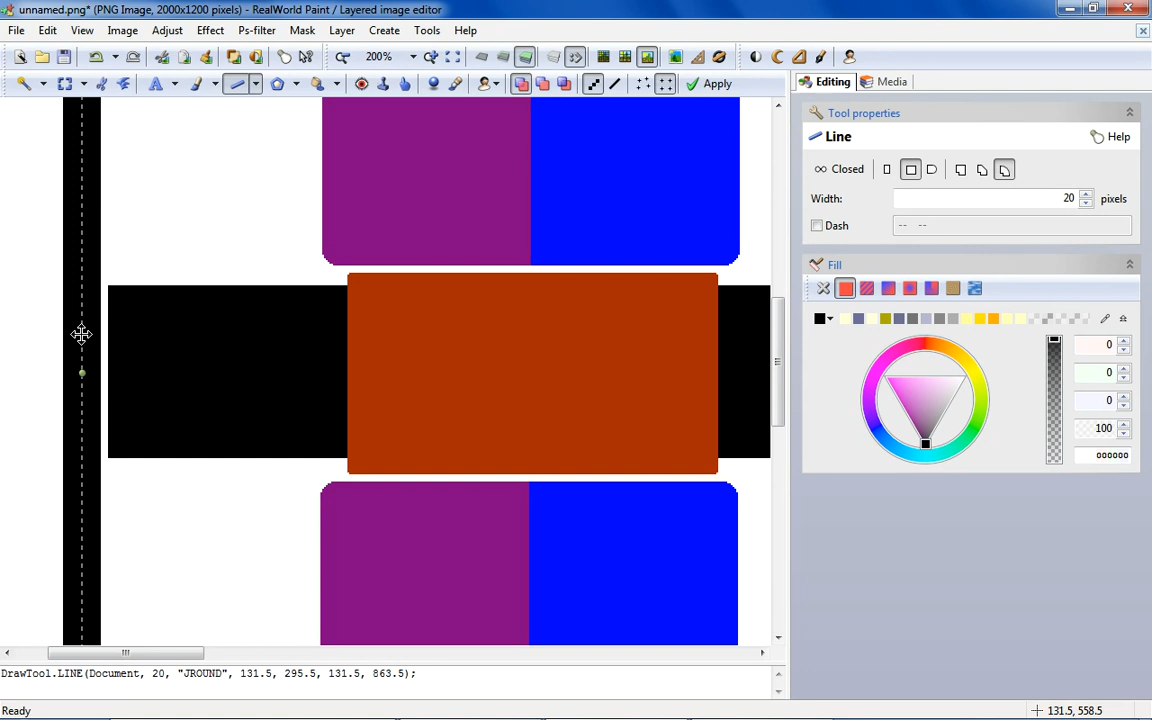 unnamed.png* (PNG Image, 2000x1200 pixels) - RealWorld Paint / Layered image editor
File Edit View Image Adjust Effect Ps-filter Mask Layer Create Tools Help
200%
Apply
Editing Media
Tool properties
Line Help
Closed
Width: 20 pixels
Dash -- --
Fill
0
0
0
100
000000
DrawTool.LINE(Document, 20, "JROUND", 131.5, 295.5, 131.5, 863.5);
Ready 131.5, 558.5